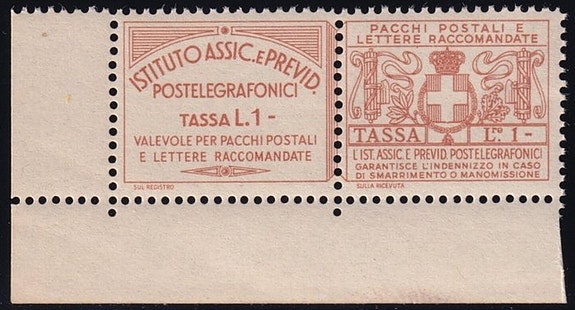 ISTITUTO ASSIC. E PREVID.
POSTELEGRAFONICI
TASSA L. 1 -
VALEVOLE PER PACCHI POSTALI
E LETTERE RACCOMANDATE
SUL REGISTRO
PACCHI POSTALI E
LETTERE RACCOMANDATE
TASSA Lre 1 -
L'IST. ASSIC. E PREVID. POSTELEGRAFONICI
GARANTISCE L'INDENNIZZO IN CASO
DI SMARRIMENTO O MANOMISSIONE
SULLA RICEVUTA